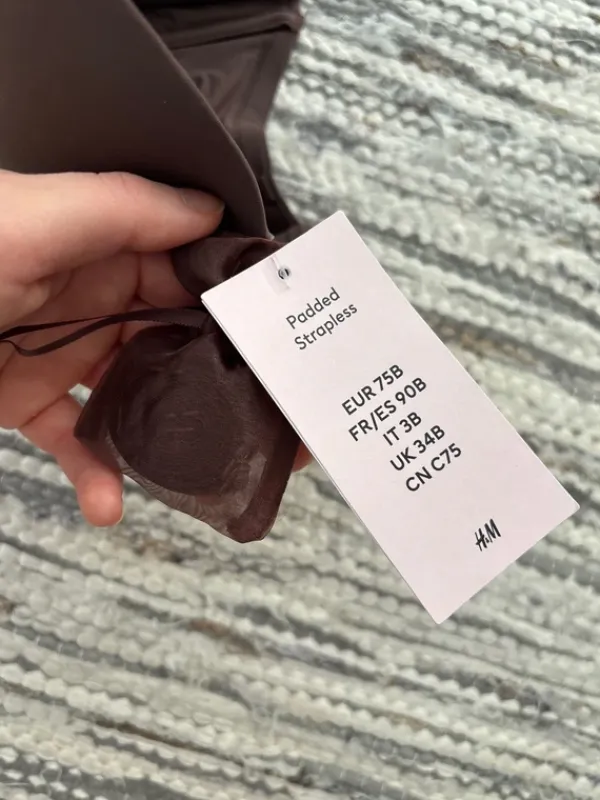 Padded
Strapless
EUR 75B
FR/ES 90B
IT 3B
UK 34B
CN C75
H&M